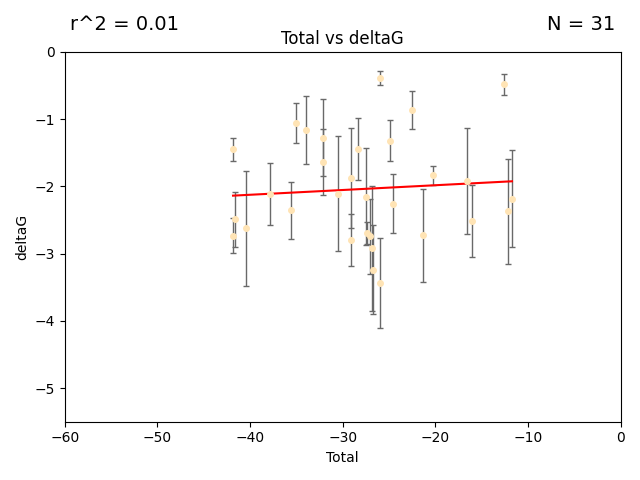 r^2 = 0.01
N = 31
Total vs deltaG
0
−1
−2
−3
−4
−5
deltaG
−60
−50
−40
−30
−20
−10
0
Total